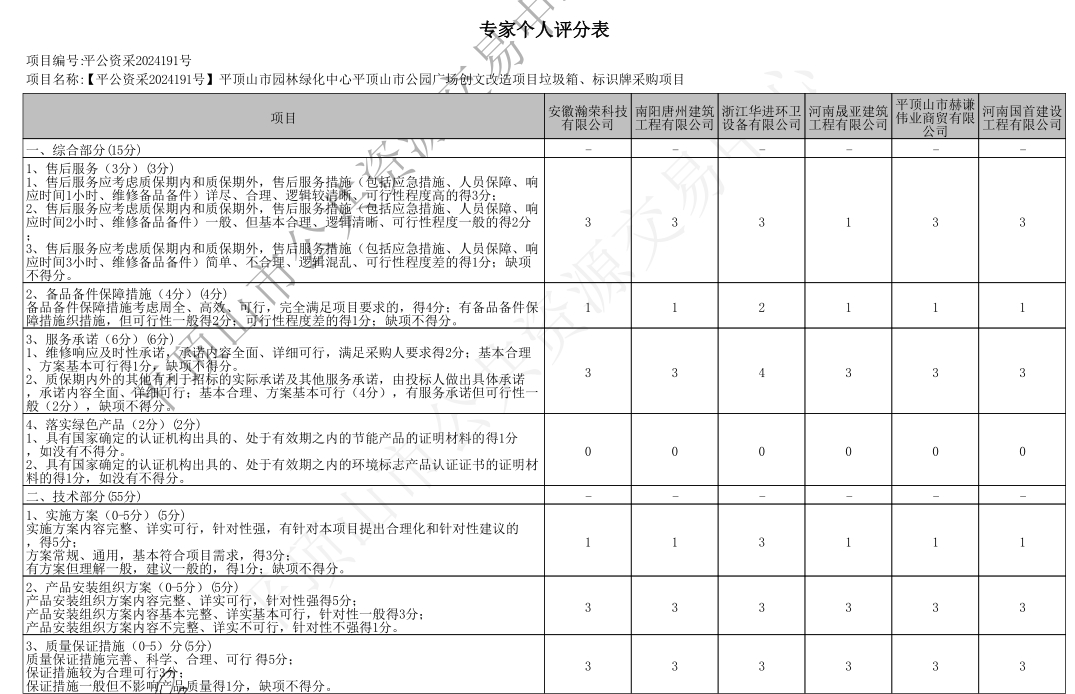 专家个人评分表
项目编号:平公资采2024191号
项目名称:【平公资采2024191号】平顶山市园林绿化中心平顶山市公园广场创文改造项目垃圾箱、标识牌采购项目
项目 安徽瀚荣科技有限公司 南阳唐州建筑工程有限公司 浙江华进环卫设备有限公司 河南晟亚建筑工程有限公司 平顶山市赫谦伟业商贸有限公司 河南国首建设工程有限公司
一、综合部分(15分) - - - - - -
1、售后服务（3分）(3分)
1、售后服务应考虑质保期内和质保期外，售后服务措施（包括应急措施、人员保障、响
应时间1小时、维修备品备件）详尽、合理、逻辑较清晰、可行性程度高的得3分；
2、售后服务应考虑质保期内和质保期外，售后服务措施（包括应急措施、人员保障、响
应时间2小时、维修备品备件）一般、但基本合理、逻辑清晰、可行性程度一般的得2分
；
3、售后服务应考虑质保期内和质保期外，售后服务措施（包括应急措施、人员保障、响
应时间3小时、维修备品备件）简单、不合理、逻辑混乱、可行性程度差的得1分；缺项
不得分。
3 3 3 1 3 3
2、备品备件保障措施（4分）(4分)
备品备件保障措施考虑周全、高效、可行，完全满足项目要求的，得4分；有备品备件保
障措施织措施，但可行性一般得2分；可行性程度差的得1分；缺项不得分。
1 1 2 1 1 1
3、服务承诺（6分）(6分)
1、维修响应及时性承诺，承诺内容全面、详细可行，满足采购人要求得2分；基本合理
、方案基本可行得1分，缺项不得分。
2、质保期内外的其他有利于招标的实际承诺及其他服务承诺，由投标人做出具体承诺
，承诺内容全面、详细可行；基本合理、方案基本可行（4分），有服务承诺但可行性一
般（2分），缺项不得分。
3 3 4 3 3 3
4、落实绿色产品（2分）(2分)
1、具有国家确定的认证机构出具的、处于有效期之内的节能产品的证明材料的得1分
，如没有不得分。
2、具有国家确定的认证机构出具的、处于有效期之内的环境标志产品认证证书的证明材
料的得1分，如没有不得分。
0 0 0 0 0 0
二、技术部分(55分) - - - - - -
1、实施方案（0-5分）(5分)
实施方案内容完整、详实可行，针对性强，有针对本项目提出合理化和针对性建议的
，得5分；
方案常规、通用，基本符合项目需求，得3分；
有方案但理解一般，建议一般的，得1分；缺项不得分。
1 1 3 1 1 1
2、产品安装组织方案（0-5分）(5分)
产品安装组织方案内容完整、详实可行，针对性强得5分；
产品安装组织方案内容基本完整、详实基本可行，针对性一般得3分；
产品安装组织方案内容不完整、详实不可行，针对性不强得1分。
3 3 3 3 3 3
3、质量保证措施（0-5）分(5分)
质量保证措施完善、科学、合理、可行 得5分；
保证措施较为合理可行3分；
保证措施一般但不影响产品质量得1分，缺项不得分。
3 3 3 3 3 3
平顶山市公共资源交易中心
平顶山市公共资源交易中心